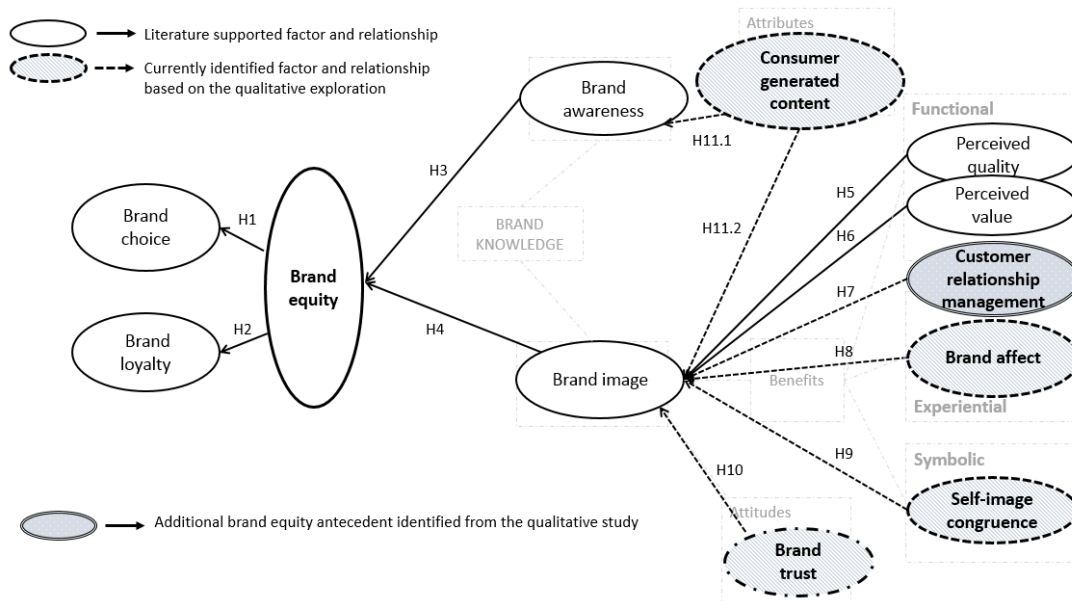 Literature supported factor and relationship
Currently identified factor and relationship
based on the qualitative exploration
Attributes
Consumer
generated
content
Brand
awareness
H11.1
Functional
Perceived
quality
Perceived
value
H3
H5
H6
H11.2
BRAND
KNOWLEDGE
Brand
choice
H1
Brand
equity
Customer
relationship
management
H7
H2
H4
Brand
loyalty
H8
Brand affect
Brand image
Benefits
Experiential
H9
Symbolic
H10
Self-image
congruence
Attitudes
Additional brand equity antecedent identified from the qualitative study
Brand
trust